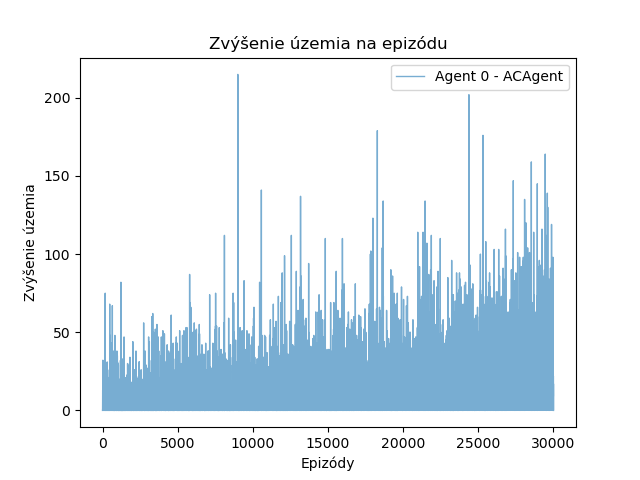 Zvýšenie územia na epizódu
Agent 0 - ACAgent
Zvýšenie územia
200
150
100
50
0
0 5000 10000 15000 20000 25000 30000
Epizódy